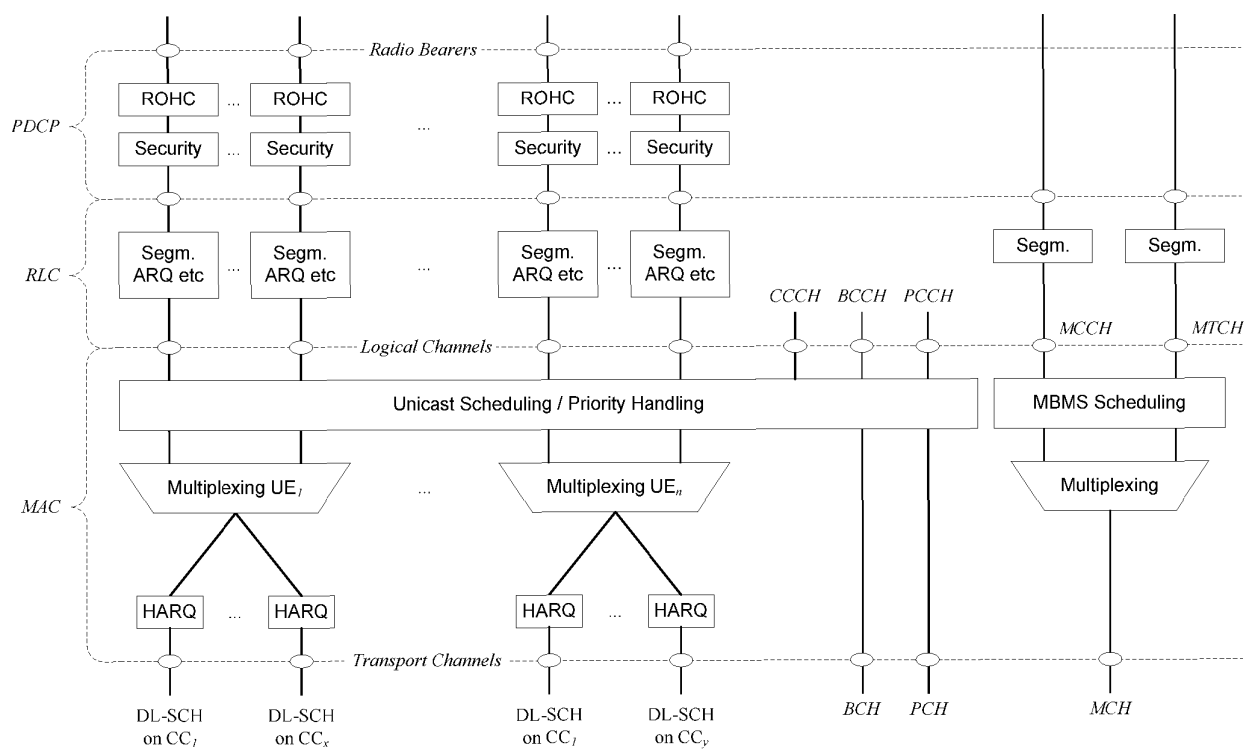 Radio Bearers
ROHC ... ROHC ROHC ... ROHC
PDCP ...
Security ... Security Security ... Security
Segm. ARQ etc ... Segm. ARQ etc ... Segm. ARQ etc ... Segm. ARQ etc Segm. Segm.
RLC
CCCH BCCH PCCH
MCCH MTCH
Logical Channels
Unicast Scheduling / Priority Handling MBMS Scheduling
Multiplexing UE1 ... Multiplexing UEn Multiplexing
MAC
HARQ ... HARQ HARQ ... HARQ
Transport Channels
DL-SCH DL-SCH DL-SCH DL-SCH BCH PCH MCH
on CC1 on CCx on CC1 on CCy